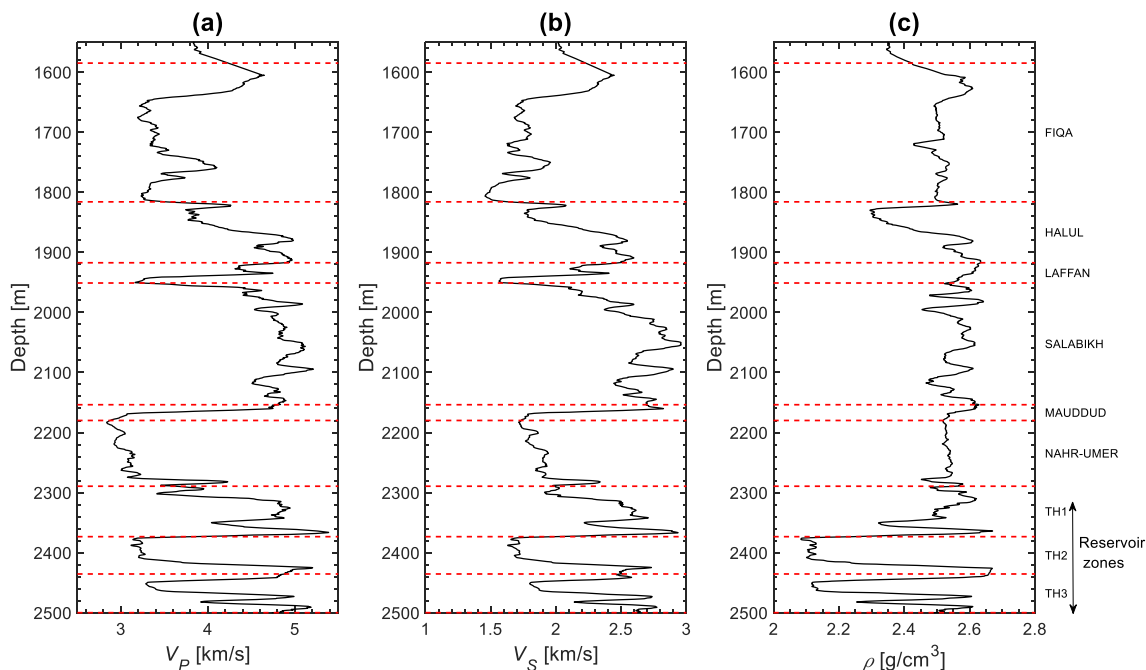 (a)
(b)
(c)
1600
1700
1800
1900
2000
2100
2200
2300
2400
2500
Depth [m]
3
4
5
V_P [km/s]
1600
1700
1800
1900
2000
2100
2200
2300
2400
2500
Depth [m]
1
1.5
2
2.5
3
V_S [km/s]
1600
1700
1800
1900
2000
2100
2200
2300
2400
2500
Depth [m]
2
2.2
2.4
2.6
2.8
ρ [g/cm³]
FIQA
HALUL
LAFFAN
SALABIKH
MAUDDUD
NAHR-UMER
TH1
TH2
TH3
Reservoir
zones